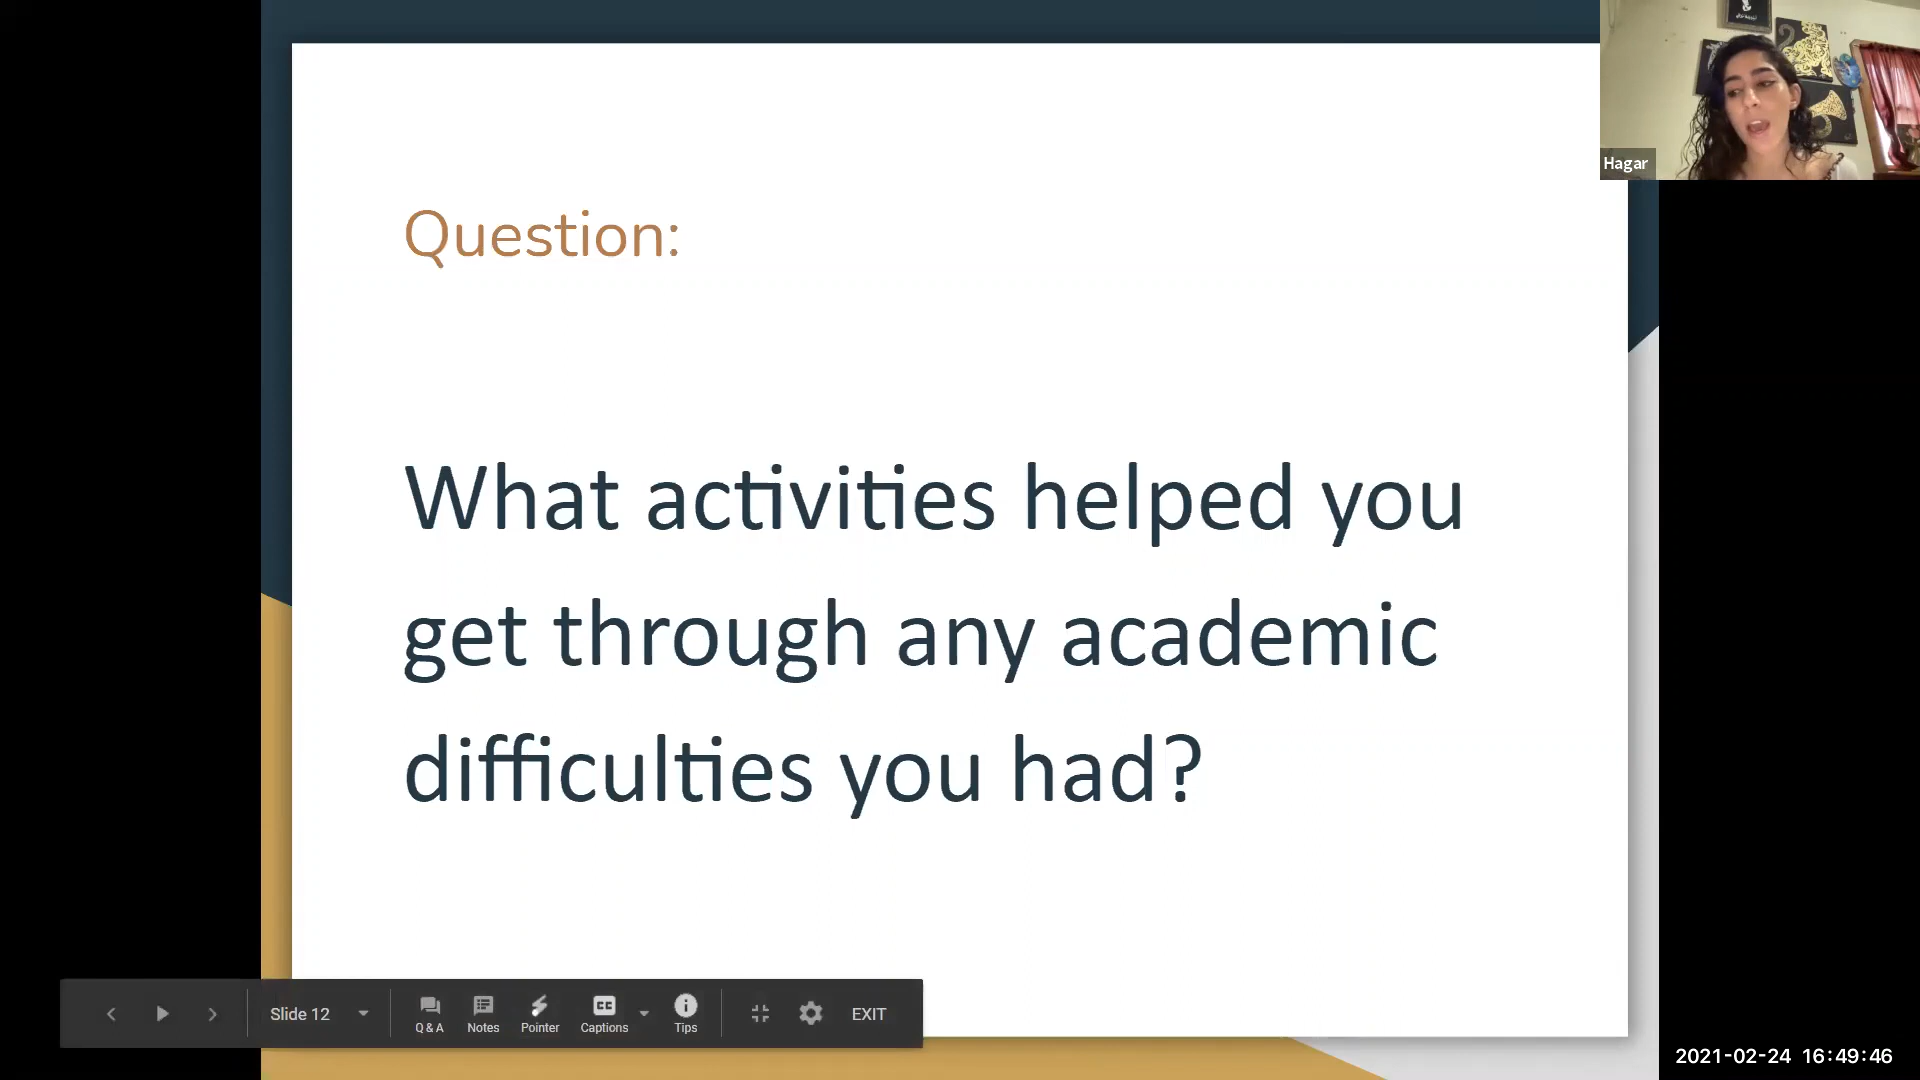 Question:
What activities helped you
get through any academic
difficulties you had?
Hagar
Slide 12
Q & A
Notes
Pointer
CC
Captions
Tips
EXIT
2021-02-24 16:49:46